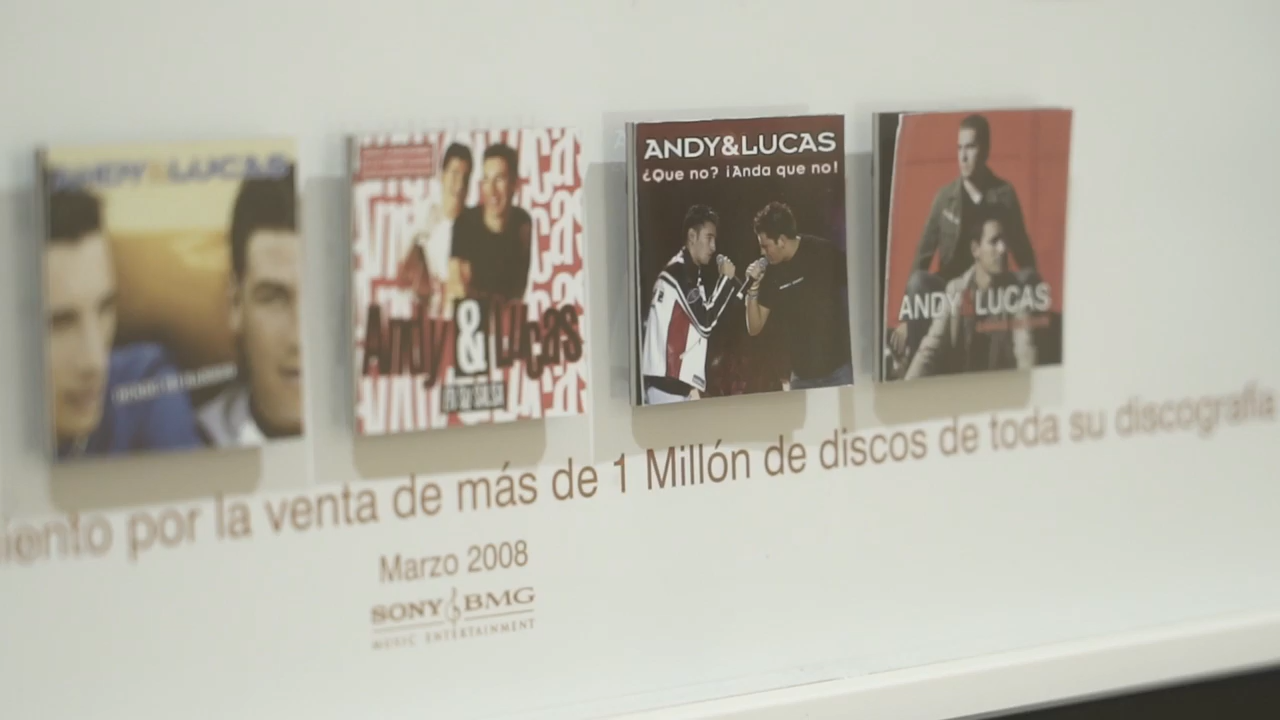 ANDY & LUCAS
Andy & Lucas
ANDY&LUCAS
¿Que no? ¡Anda que no!
ANDY & LUCAS
por la venta de más de 1 Millón de discos de toda su discografía
Marzo 2008
SONY BMG
MUSIC ENTERTAINMENT